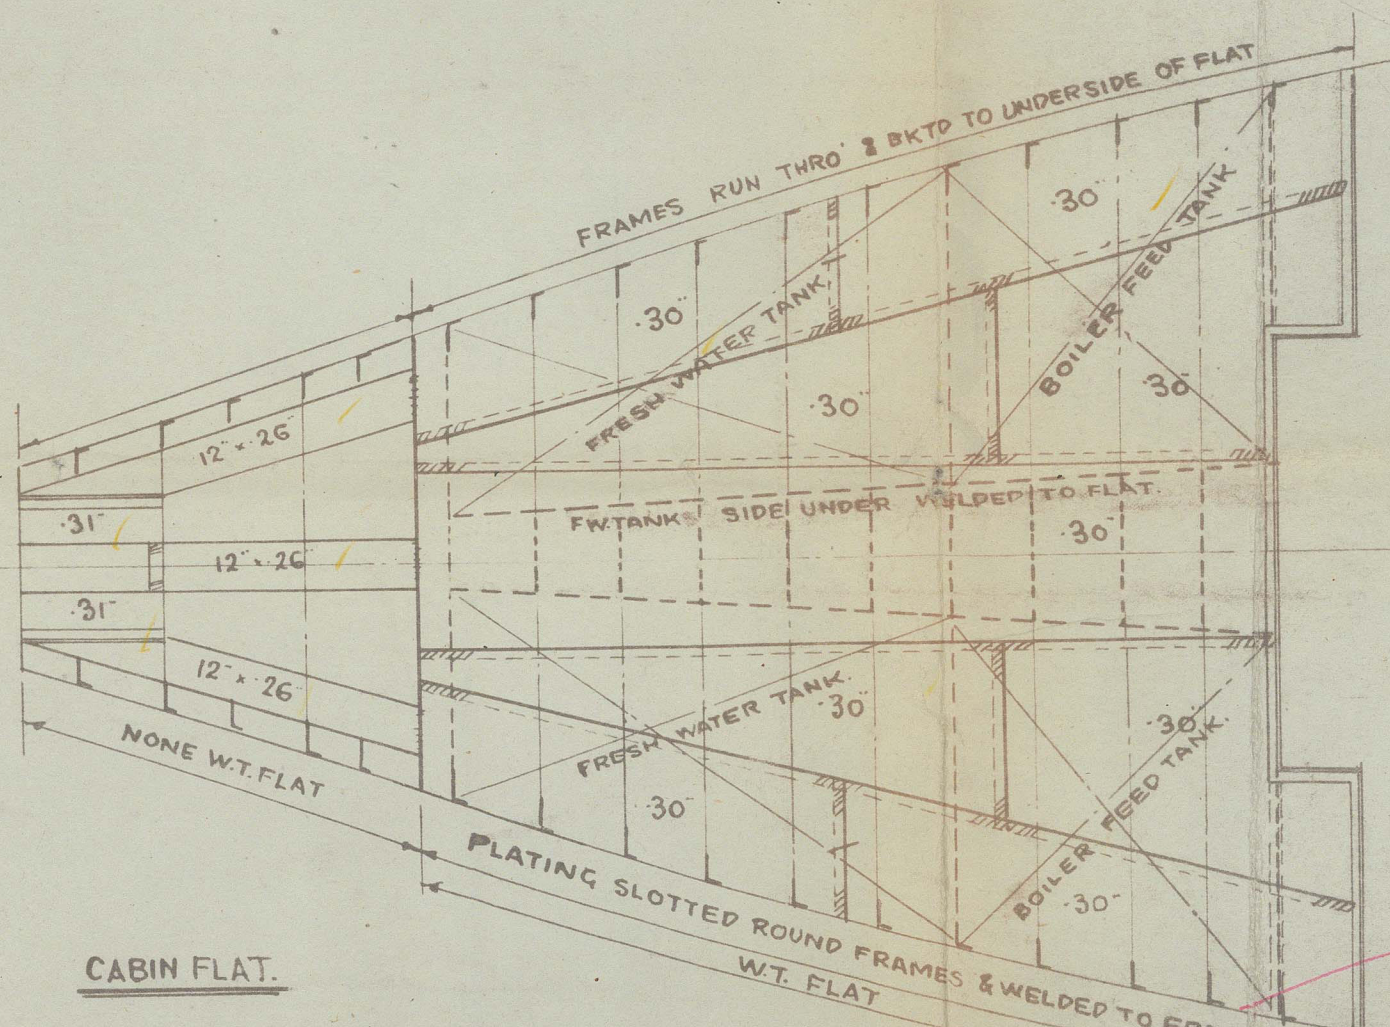 FRAMES RUN THRO' & BKTD TO UNDERSIDE OF FLAT
·30"
·30"
BOILER FEED TANK
FRESH WATER TANK.
·30"
·30"
12" × ·26"
·31"
F.W. TANKS SIDE UNDER WELDED TO FLAT.
·30"
12" × ·26"
·31"
12" × ·26"
FRESH WATER TANK.
·30"
·30"
NONE W.T. FLAT
·30"
BOILER FEED TANK.
·30"
PLATING SLOTTED ROUND FRAMES & WELDED TO
W.T. FLAT
CABIN FLAT.